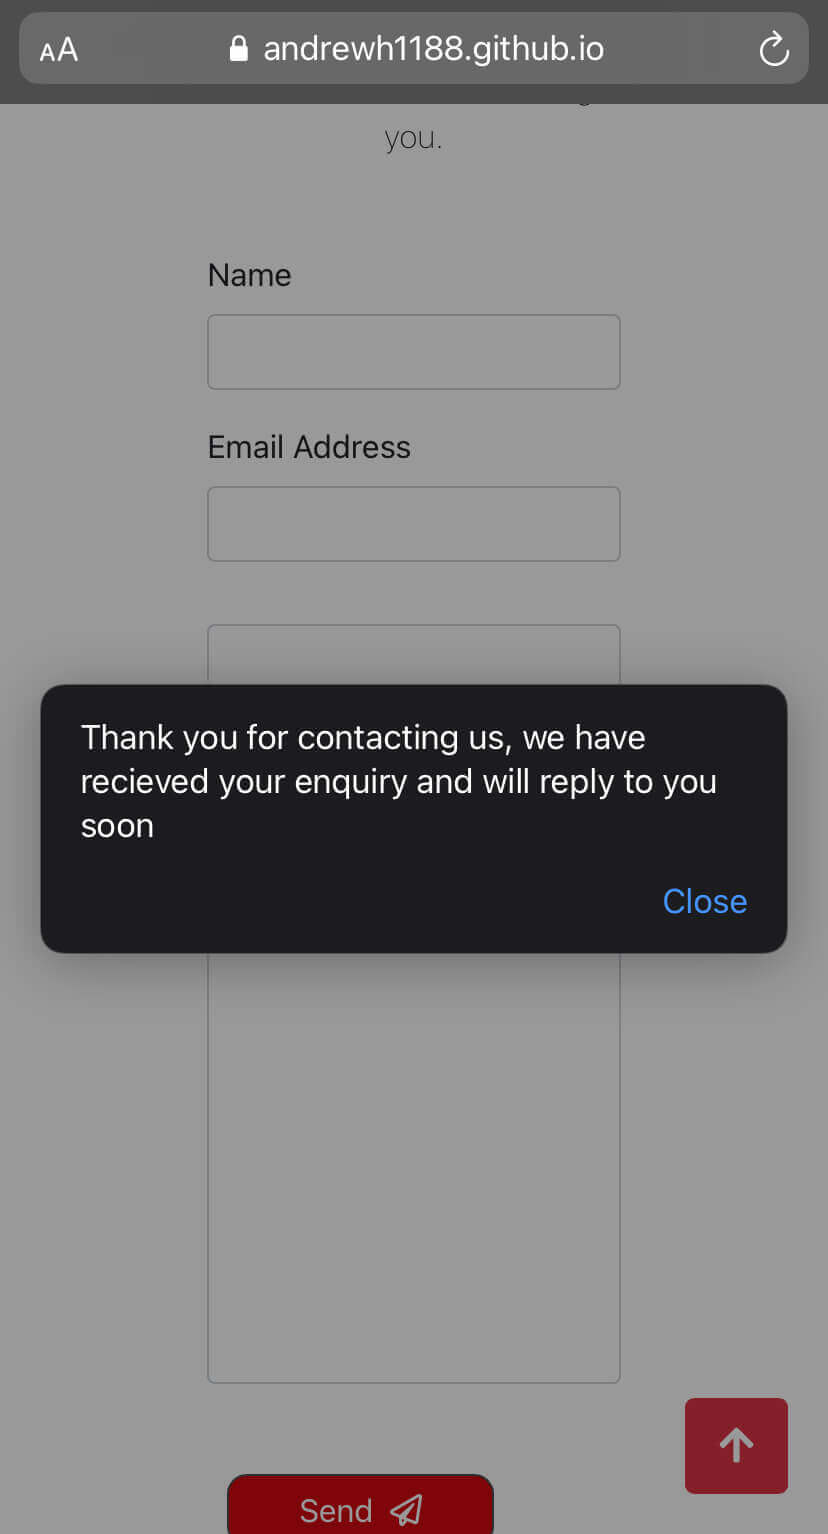 AA andrewh1188.github.io
you.
Name
Email Address
Thank you for contacting us, we have
recieved your enquiry and will reply to you
soon
Close
Send